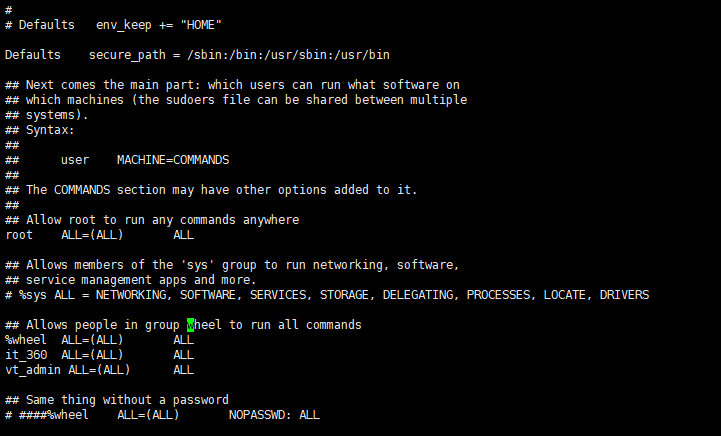 #
# Defaults   env_keep += "HOME"
Defaults    secure_path = /sbin:/bin:/usr/sbin:/usr/bin
## Next comes the main part: which users can run what software on
## which machines (the sudoers file can be shared between multiple
## systems).
## Syntax:
##
##      user    MACHINE=COMMANDS
##
## The COMMANDS section may have other options added to it.
##
## Allow root to run any commands anywhere
root    ALL=(ALL)       ALL
## Allows members of the 'sys' group to run networking, software,
## service management apps and more.
# %sys ALL = NETWORKING, SOFTWARE, SERVICES, STORAGE, DELEGATING, PROCESSES, LOCATE, DRIVERS
## Allows people in group wheel to run all commands
%wheel  ALL=(ALL)       ALL
it_360  ALL=(ALL)       ALL
vt_admin ALL=(ALL)      ALL
## Same thing without a password
# ####%wheel    ALL=(ALL)       NOPASSWD: ALL